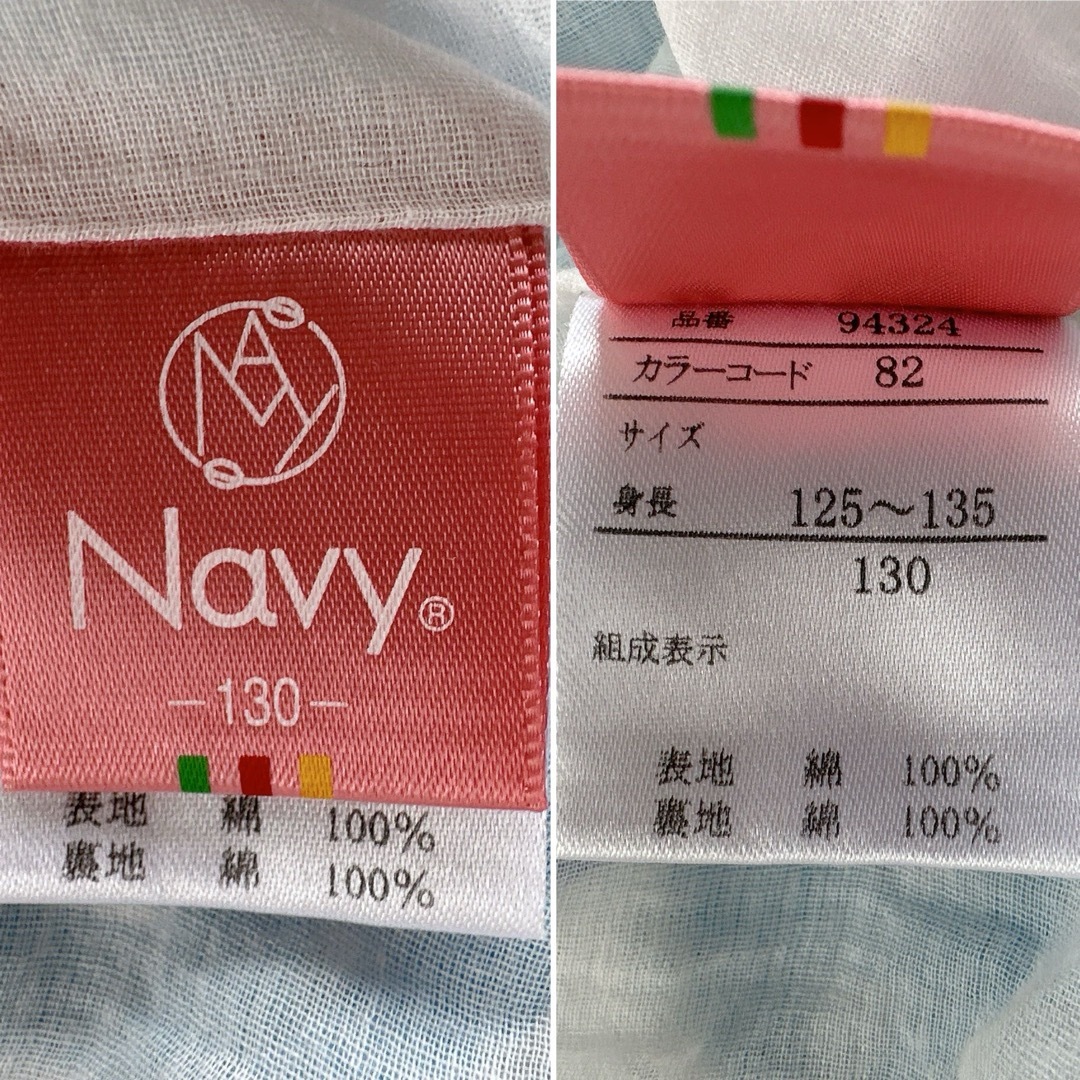 NAVY
Navy®
-130-
表地 綿 100%
裏地 綿 100%
品番 94324
カラーコード 82
サイズ
身長 125～135
130
組成表示
表地 綿 100%
裏地 綿 100%